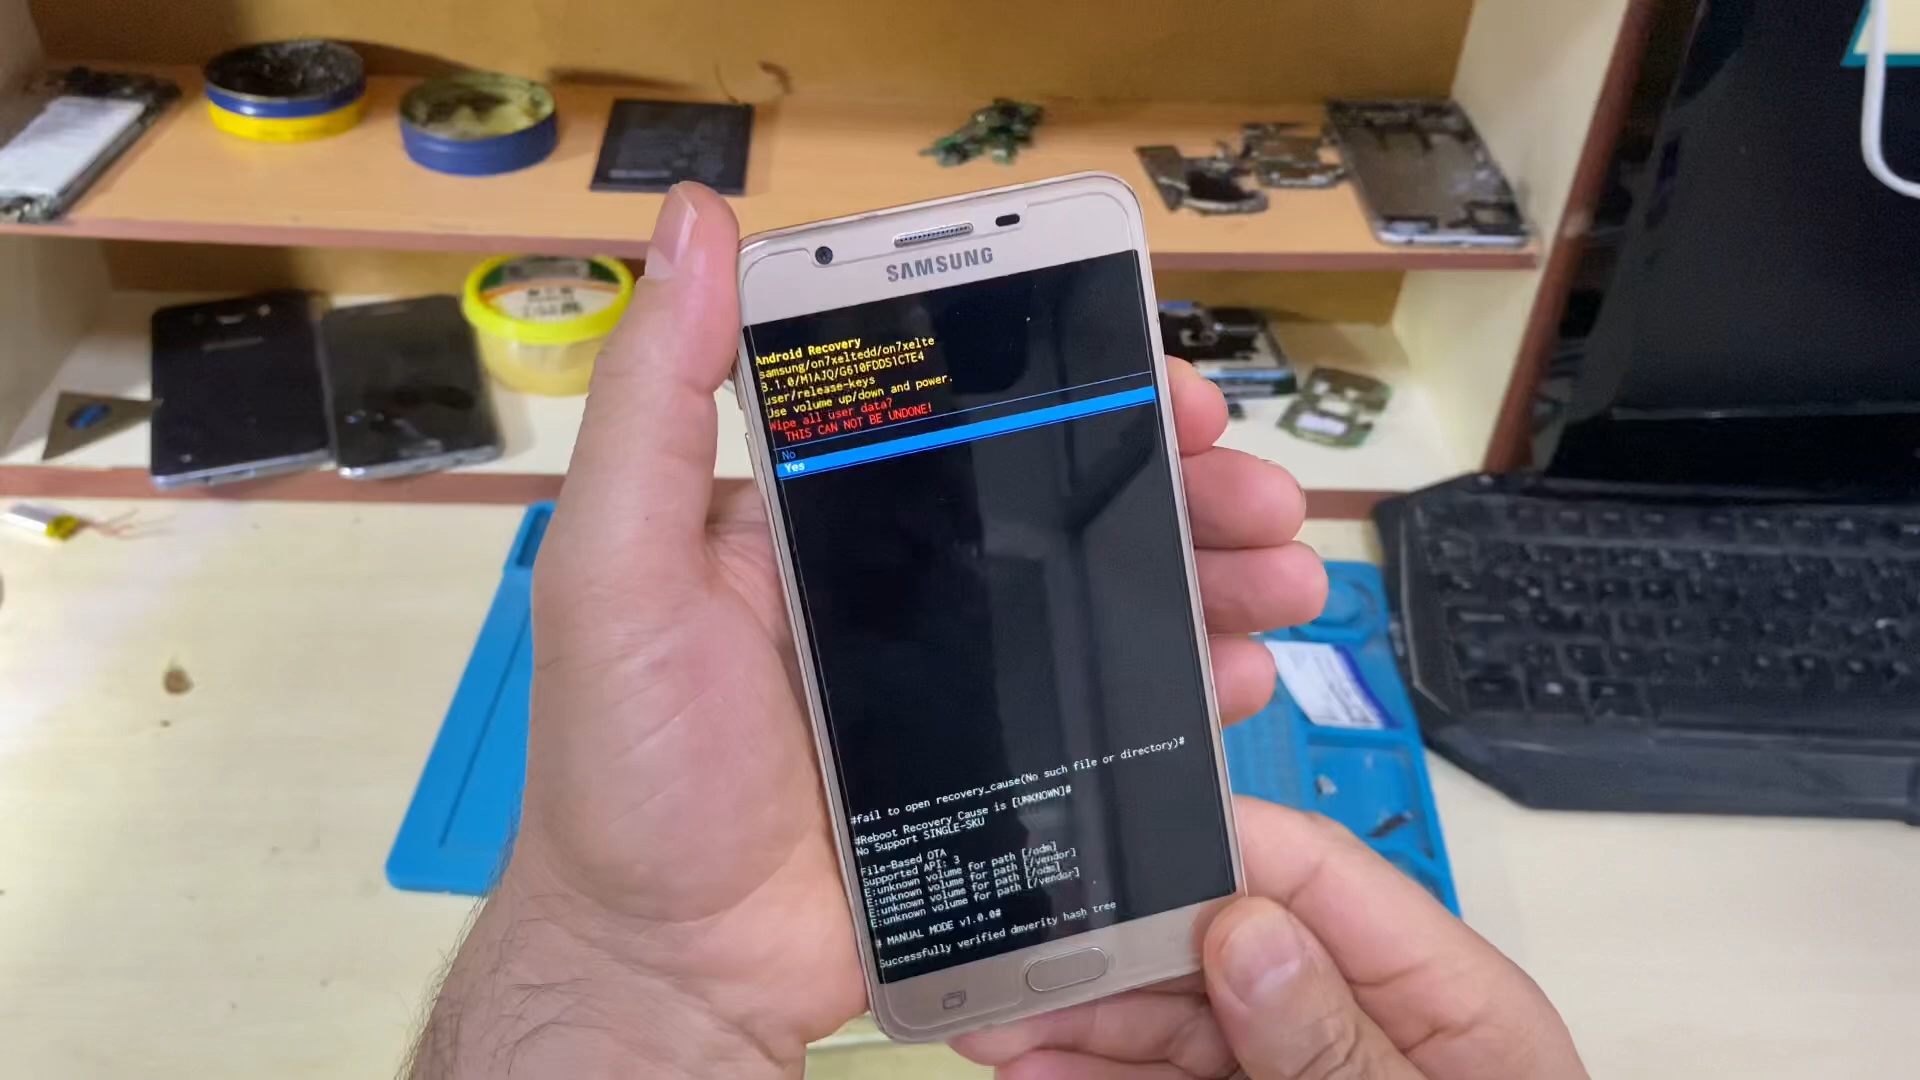 SAMSUNG
Android Recovery
samsung/on7xeltedd/on7xelte
8.1.0/M1AJQ/G610FDDS1CTE4
user/release-keys
Use volume up/down and power.
Wipe all user data?
THIS CAN NOT BE UNDONE!
No
Yes
#fail to open recovery_cause(No such file or directory)#
#Reboot Recovery Cause is [UNKNOWN]#
No Support SINGLE-SKU
File-Based OTA
Supported API: 3
E:unknown volume for path [/odm]
E:unknown volume for path [/vendor]
E:unknown volume for path [/odm]
E:unknown volume for path [/vendor]
# MANUAL MODE v1.0.0#
Successfully verified dmverity hash tree